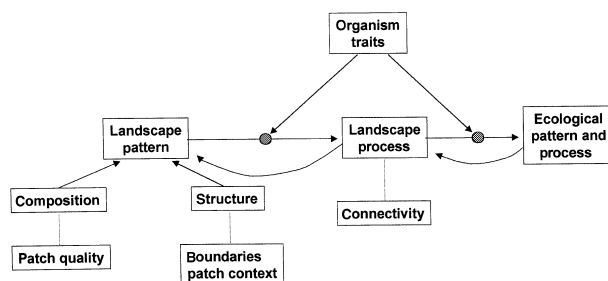 Organism
traits
Landscape
pattern
Landscape
process
Ecological
pattern and
process
Composition
Structure
Connectivity
Patch quality
Boundaries
patch context